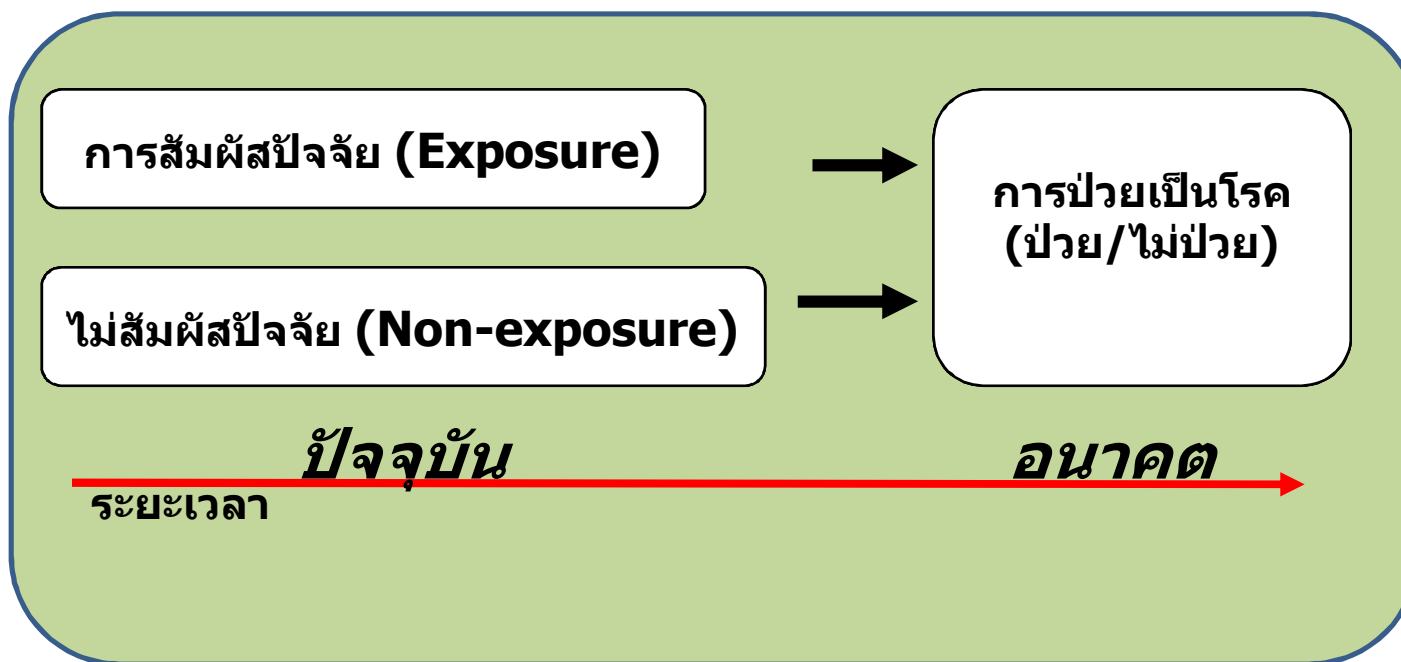 การสัมผัสปัจจัย (Exposure)
การป่วยเป็นโรค
(ป่วย/ไม่ป่วย)
ไม่สัมผัสปัจจัย (Non-exposure)
ปัจจุบัน
อนาคต
ระยะเวลา